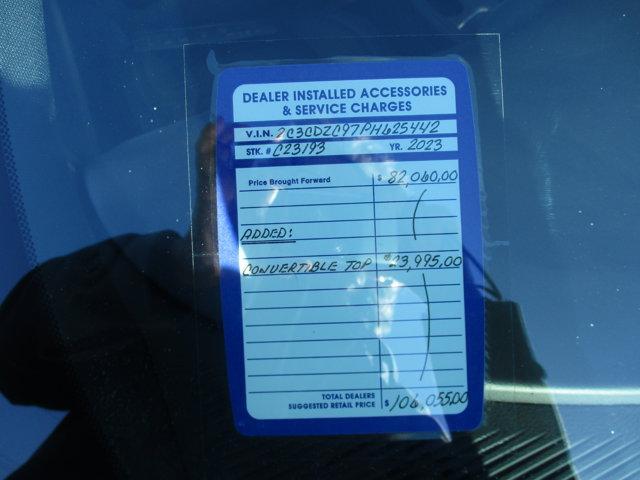 DEALER INSTALLED ACCESSORIES
& SERVICE CHARGES
V.I.N. 2C3CDZC97PH625442
STK. # C23193 YR. 2023
Price Brought Forward $ 82,060,00
ADDED:
CONVERTIBLE TOP $23,995,00
TOTAL DEALERS
SUGGESTED RETAIL PRICE $ 106,055,00